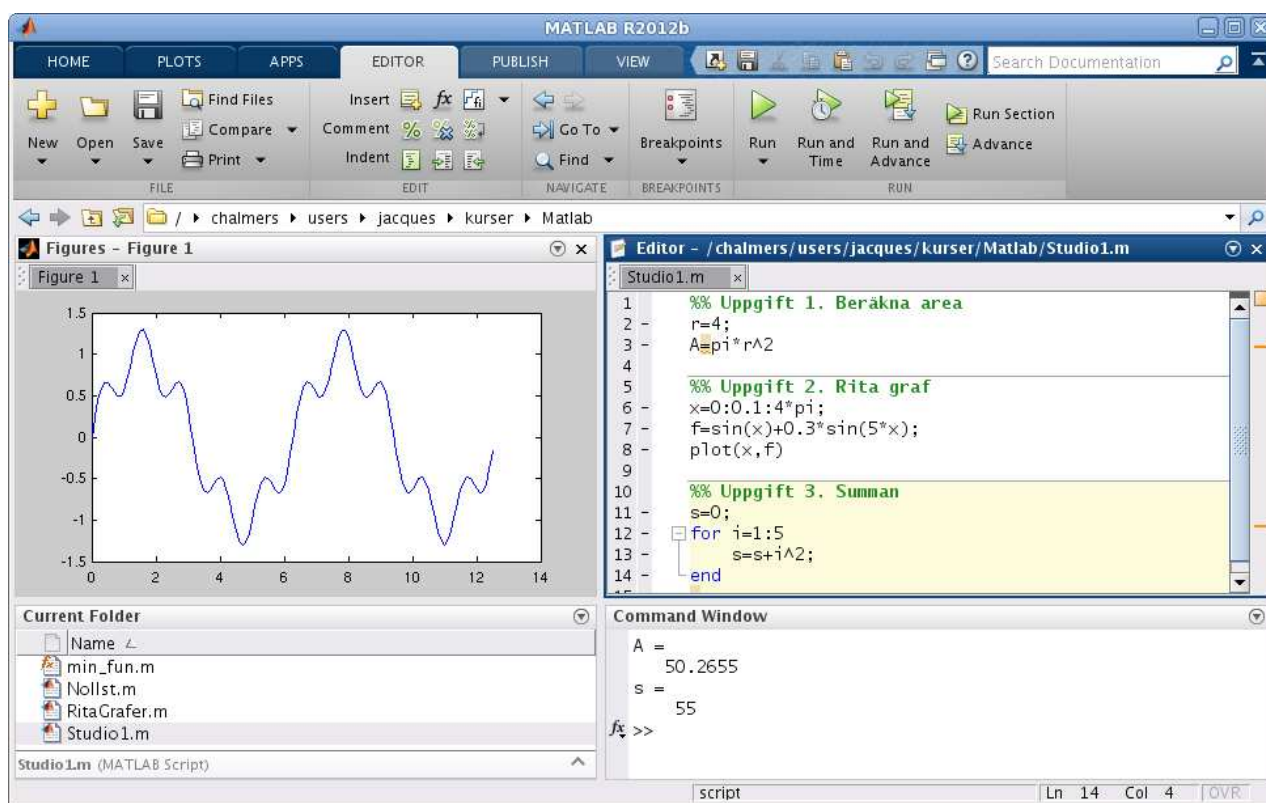 MATLAB R2012b
HOME PLOTS APPS EDITOR PUBLISH VIEW Search Documentation
New Open Save Find Files Compare Print
Insert fx
Comment %
Indent
Go To
Find
Breakpoints
Run Run and Time Run and Advance Run Section Advance
FILE EDIT NAVIGATE BREAKPOINTS RUN
/ chalmers users jacques kurser Matlab
Figures - Figure 1
Figure 1
1.5
1
0.5
0
-0.5
-1
-1.5
0 2 4 6 8 10 12 14
Editor - /chalmers/users/jacques/kurser/Matlab/Studio1.m
Studio1.m
1 %% Uppgift 1. Beräkna area
2 - r=4;
3 - A=pi*r^2
4
5 %% Uppgift 2. Rita graf
6 - x=0:0.1:4*pi;
7 - f=sin(x)+0.3*sin(5*x);
8 - plot(x,f)
9
10 %% Uppgift 3. Summan
11 - s=0;
12 - for i=1:5
13 - s=s+i^2;
14 - end
Current Folder
Name
min_fun.m
Nollst.m
RitaGrafer.m
Studio1.m
Studio1.m (MATLAB Script)
Command Window
A =
50.2655
s =
55
fx >>
script Ln 14 Col 4 OVR